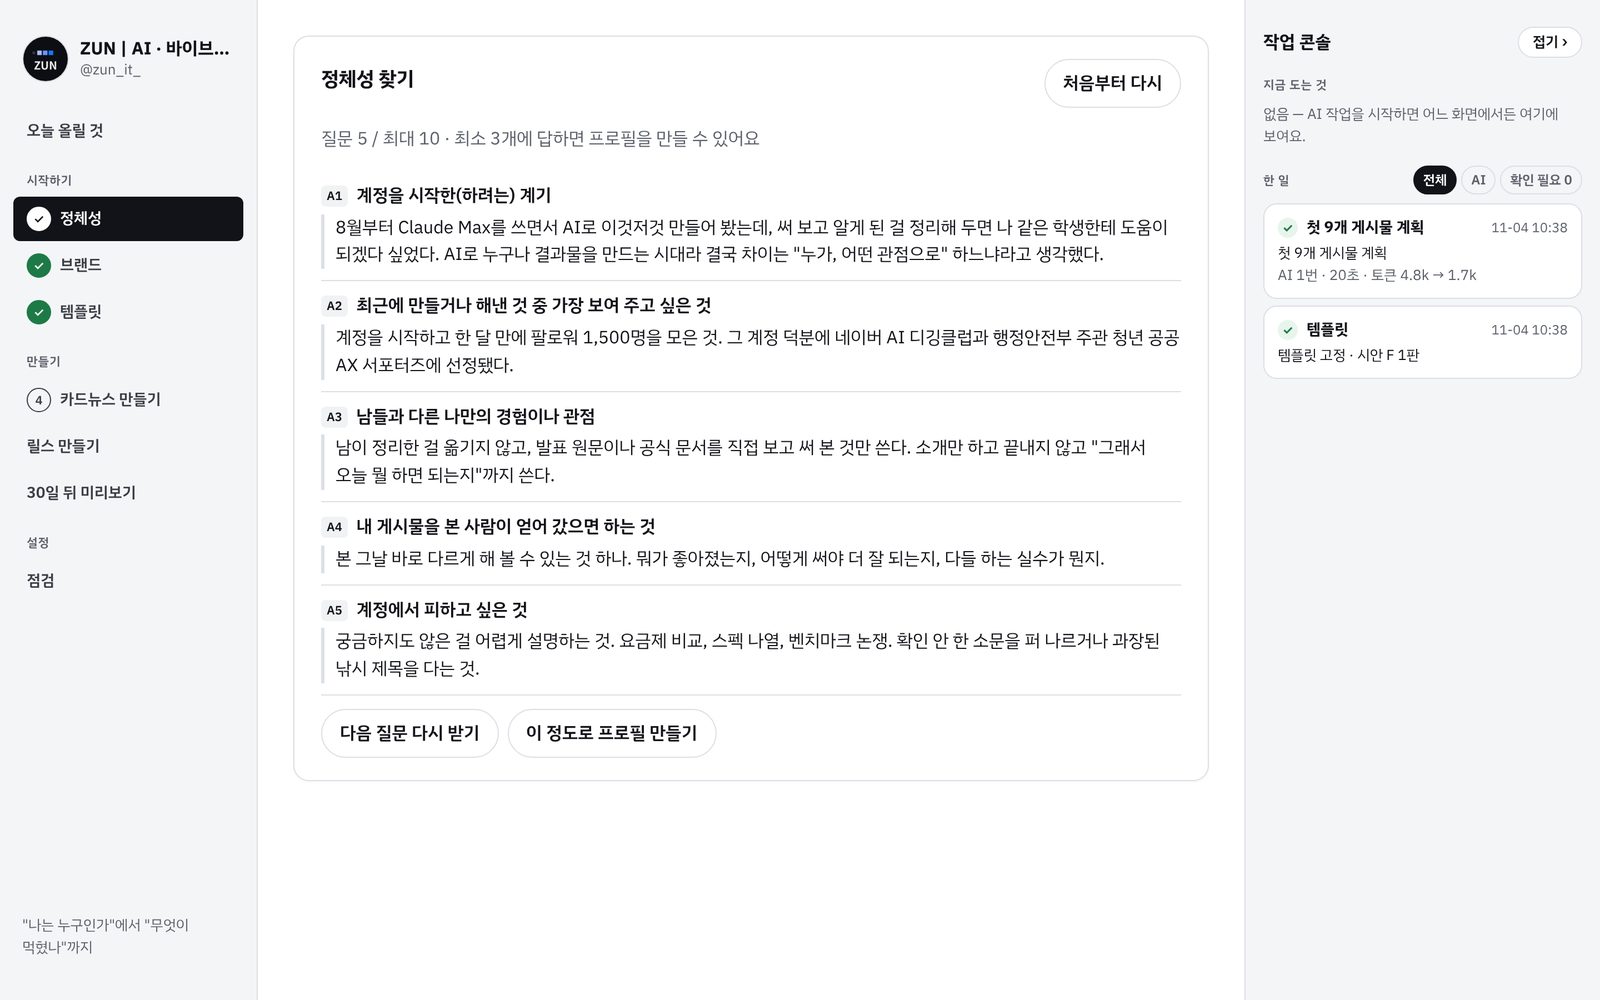 ZUN
ZUN | AI · 바이브...
@zun_it_
오늘 올릴 것
시작하기
정체성
브랜드
템플릿
만들기
4 카드뉴스 만들기
릴스 만들기
30일 뒤 미리보기
설정
점검
"나는 누구인가"에서 "무엇이
먹혔나"까지
정체성 찾기
처음부터 다시
질문 5 / 최대 10 · 최소 3개에 답하면 프로필을 만들 수 있어요
A1 계정을 시작한(하려는) 계기
8월부터 Claude Max를 쓰면서 AI로 이것저것 만들어 봤는데, 써 보고 알게 된 걸 정리해 두면 나 같은 학생한테 도움이
되겠다 싶었다. AI로 누구나 결과물을 만드는 시대라 결국 차이는 "누가, 어떤 관점으로" 하느냐라고 생각했다.
A2 최근에 만들거나 해낸 것 중 가장 보여 주고 싶은 것
계정을 시작하고 한 달 만에 팔로워 1,500명을 모은 것. 그 계정 덕분에 네이버 AI 디깅클럽과 행정안전부 주관 청년 공공
AX 서포터즈에 선정됐다.
A3 남들과 다른 나만의 경험이나 관점
남이 정리한 걸 옮기지 않고, 발표 원문이나 공식 문서를 직접 보고 써 본 것만 쓴다. 소개만 하고 끝내지 않고 "그래서
오늘 뭘 하면 되는지"까지 쓴다.
A4 내 게시물을 본 사람이 얻어 갔으면 하는 것
본 그날 바로 다르게 해 볼 수 있는 것 하나. 뭐가 좋아졌는지, 어떻게 써야 더 잘 되는지, 다들 하는 실수가 뭔지.
A5 계정에서 피하고 싶은 것
궁금하지도 않은 걸 어렵게 설명하는 것. 요금제 비교, 스펙 나열, 벤치마크 논쟁. 확인 안 한 소문을 퍼 나르거나 과장된
낚시 제목을 다는 것.
다음 질문 다시 받기
이 정도로 프로필 만들기
작업 콘솔
접기 ›
지금 도는 것
없음 — AI 작업을 시작하면 어느 화면에서든 여기에
보여요.
한 일
전체
AI
확인 필요 0
첫 9개 게시물 계획 11-04 10:38
첫 9개 게시물 계획
AI 1번 · 20초 · 토큰 4.8k → 1.7k
템플릿 11-04 10:38
템플릿 고정 · 시안 F 1판